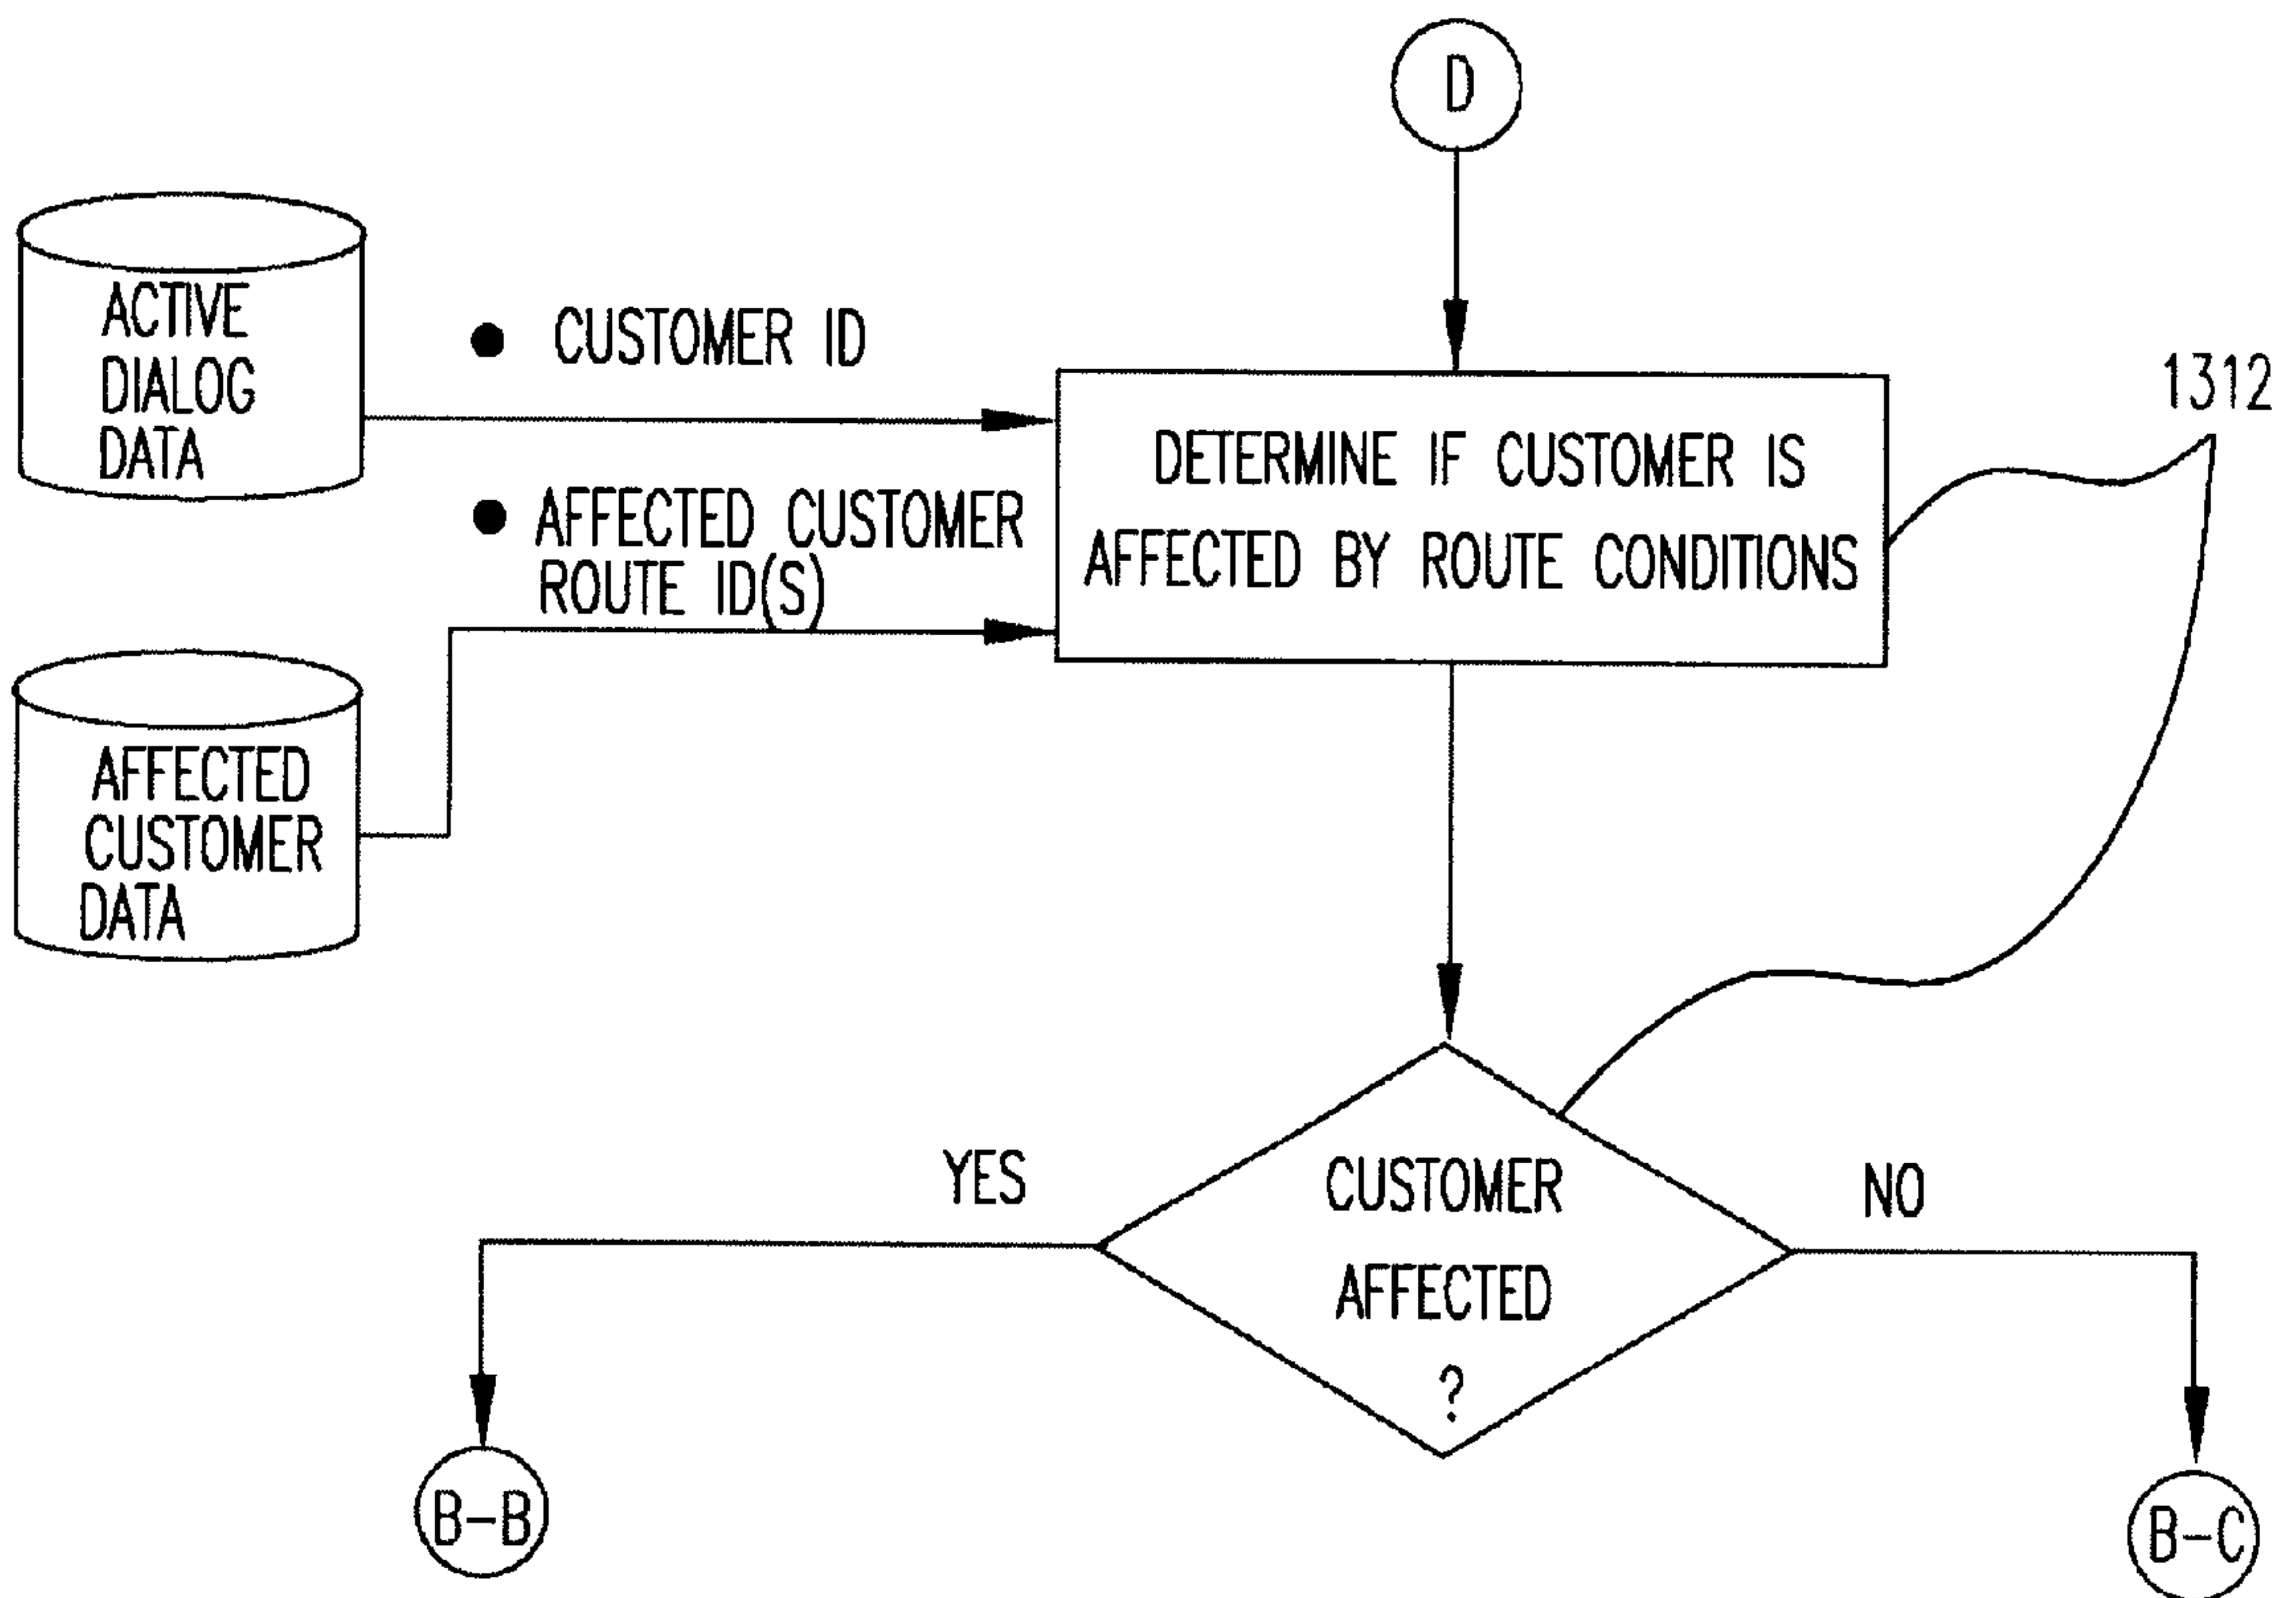 D
ACTIVE
DIALOG
DATA
● CUSTOMER ID
● AFFECTED CUSTOMER
ROUTE ID(S)
DETERMINE IF CUSTOMER IS
AFFECTED BY ROUTE CONDITIONS
1312
AFFECTED
CUSTOMER
DATA
YES
CUSTOMER
AFFECTED
?
NO
B-B
B-C